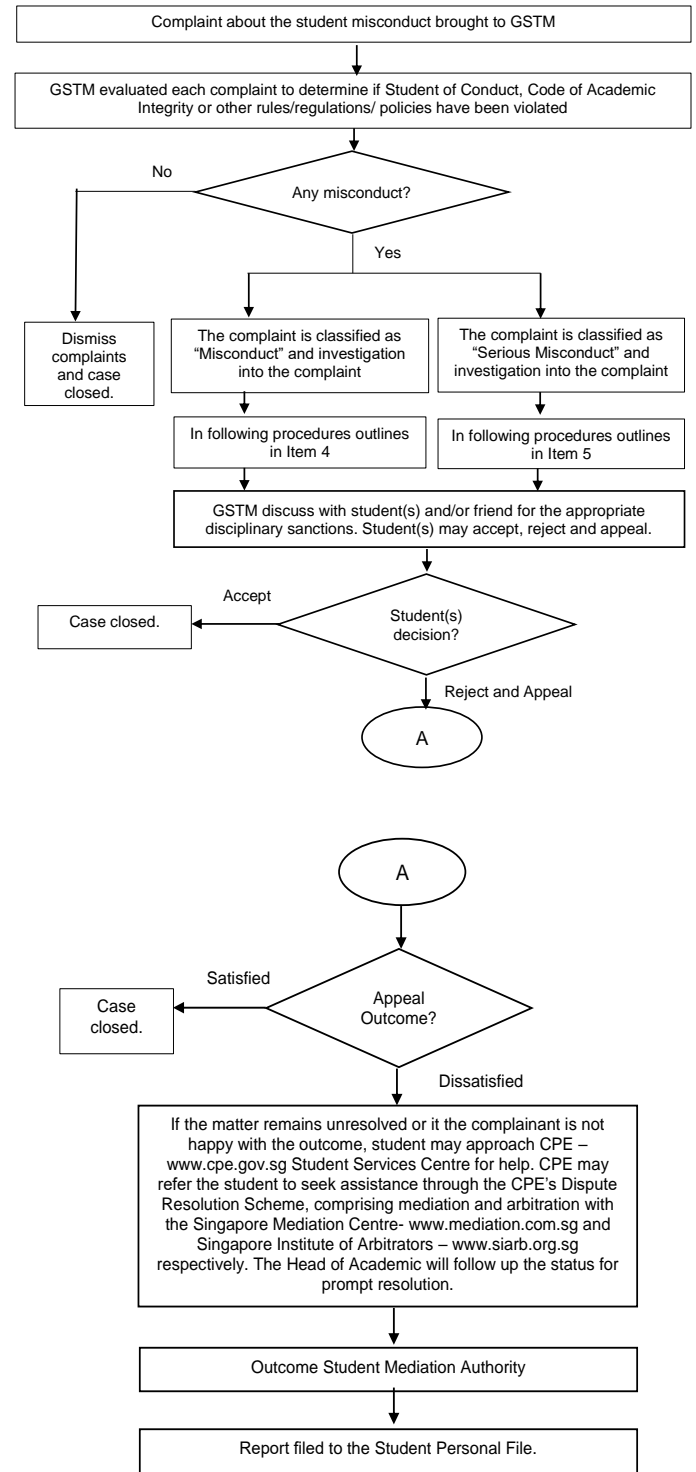 Complaint about the student misconduct brought to GSTM
GSTM evaluated each complaint to determine if Student of Conduct, Code of Academic
Integrity or other rules/regulations/ policies have been violated
No
Any misconduct?
Yes
Dismiss
complaints
and case
closed.
The complaint is classified as
“Misconduct” and investigation
into the complaint
The complaint is classified as
“Serious Misconduct” and
investigation into the complaint
In following procedures outlines
in Item 4
In following procedures outlines
in Item 5
GSTM discuss with student(s) and/or friend for the appropriate
disciplinary sanctions. Student(s) may accept, reject and appeal.
Accept
Case closed.
Student(s)
decision?
Reject and Appeal
A
A
Satisfied
Case
closed.
Appeal
Outcome?
Dissatisfied
If the matter remains unresolved or it the complainant is not
happy with the outcome, student may approach CPE –
www.cpe.gov.sg Student Services Centre for help. CPE may
refer the student to seek assistance through the CPE’s Dispute
Resolution Scheme, comprising mediation and arbitration with
the Singapore Mediation Centre- www.mediation.com.sg and
Singapore Institute of Arbitrators – www.siarb.org.sg
respectively. The Head of Academic will follow up the status for
prompt resolution.
Outcome Student Mediation Authority
Report filed to the Student Personal File.